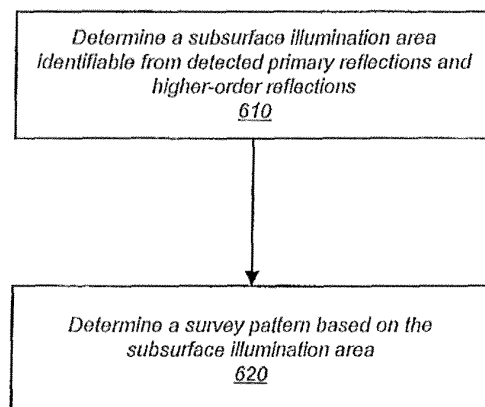 Determine a subsurface illumination area
identifiable from detected primary reflections and
higher-order reflections
610
Determine a survey pattern based on the
subsurface illumination area
620